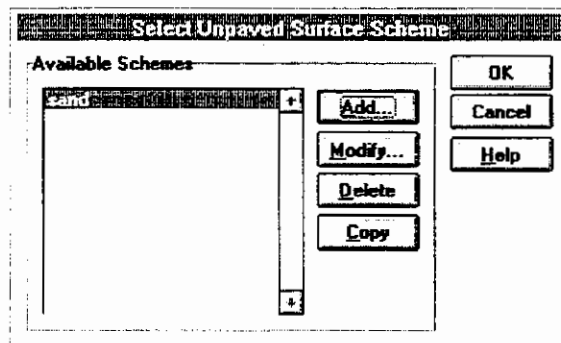 Select Unpaved Surface Scheme
Available Schemes
sand
Add...
Modify...
Delete
Copy
OK
Cancel
Help